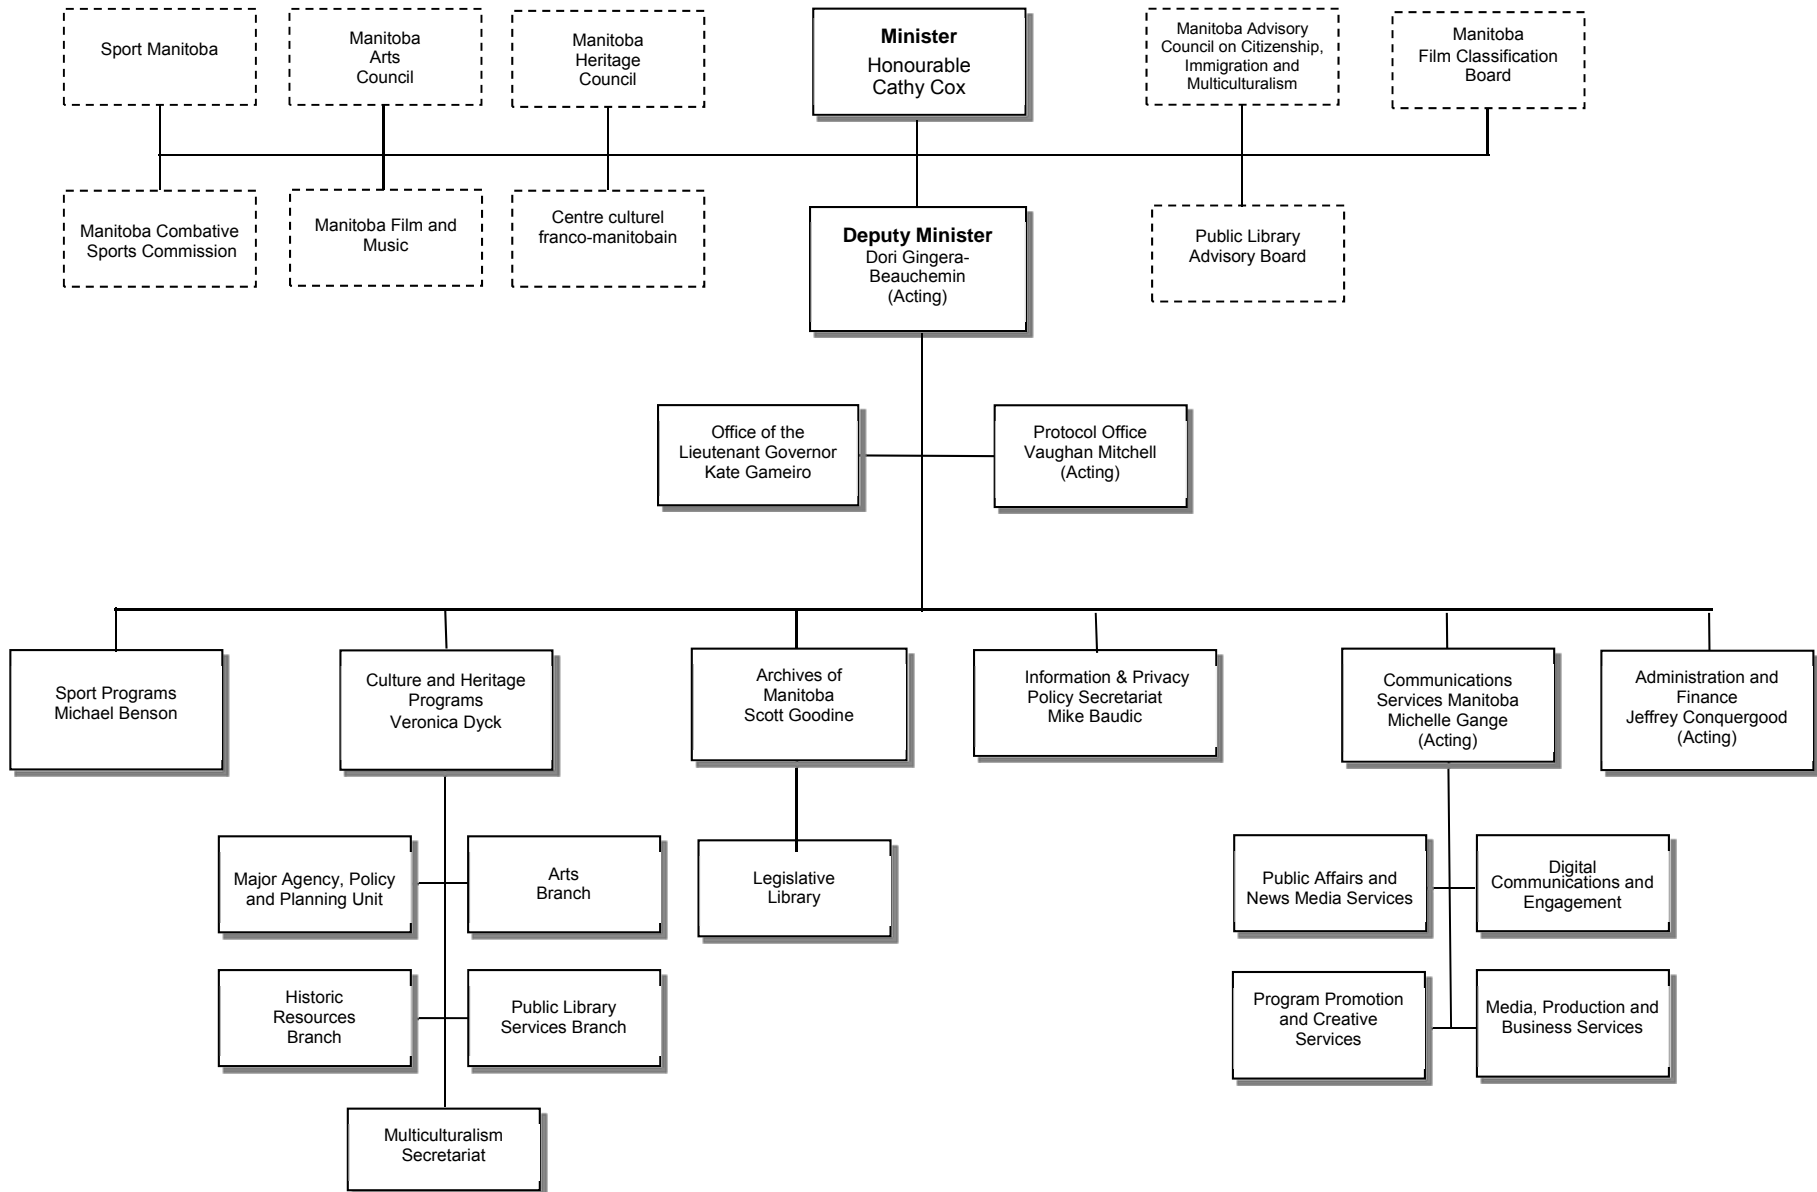 Sport Manitoba
Manitoba
Arts
Council
Manitoba
Heritage
Council
Minister
Honourable
Cathy Cox
Manitoba Advisory
Council on Citizenship,
Immigration and
Multiculturalism
Manitoba
Film Classification
Board
Manitoba Combative
Sports Commission
Manitoba Film and
Music
Centre culturel
franco-manitobain
Deputy Minister
Dori Gingera-
Beauchemin
(Acting)
Public Library
Advisory Board
Office of the
Lieutenant Governor
Kate Gameiro
Protocol Office
Vaughan Mitchell
(Acting)
Sport Programs
Michael Benson
Culture and Heritage
Programs
Veronica Dyck
Archives of
Manitoba
Scott Goodine
Information & Privacy
Policy Secretariat
Mike Baudic
Communications
Services Manitoba
Michelle Gange
(Acting)
Administration and
Finance
Jeffrey Conquergood
(Acting)
Major Agency, Policy
and Planning Unit
Arts
Branch
Legislative
Library
Public Affairs and
News Media Services
Digital
Communications and
Engagement
Historic
Resources
Branch
Public Library
Services Branch
Program Promotion
and Creative
Services
Media, Production and
Business Services
Multiculturalism
Secretariat